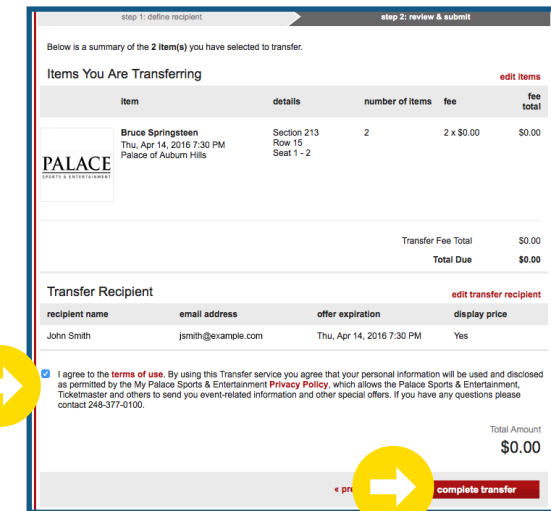 step 1: define recipient step 2: review & submit
Below is a summary of the 2 item(s) you have selected to transfer.
Items You Are Transferring edit items
item details number of items fee fee total
PALACE
SPORTS & ENTERTAINMENT
Bruce Springsteen
Thu, Apr 14, 2016 7:30 PM
Palace of Auburn Hills
Section 213
Row 15
Seat 1 - 2
2 2 x $0.00 $0.00
Transfer Fee Total $0.00
Total Due $0.00
Transfer Recipient edit transfer recipient
recipient name email address offer expiration display price
John Smith jsmith@example.com Thu, Apr 14, 2016 7:30 PM Yes
I agree to the terms of use. By using this Transfer service you agree that your personal information will be used and disclosed
as permitted by the My Palace Sports & Entertainment Privacy Policy, which allows the Palace Sports & Entertainment,
Ticketmaster and others to send you event-related information and other special offers. If you have any questions please
contact 248-377-0100.
Total Amount
$0.00
« pre complete transfer